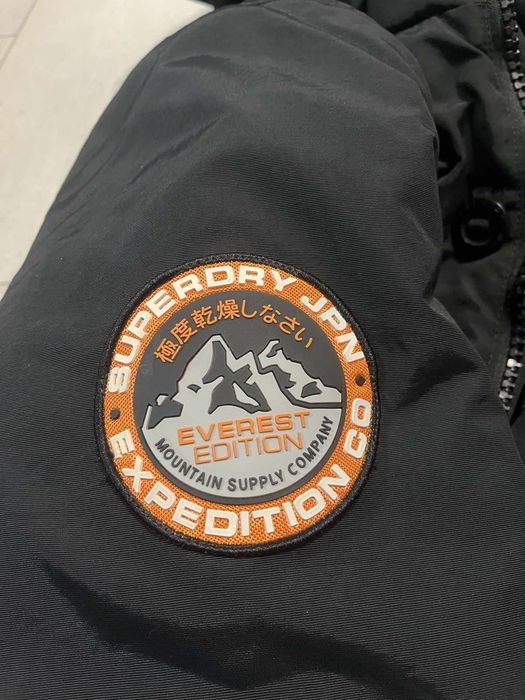 SUPERDRY JPN
極度乾燥しなさい
EVEREST
EDITION
MOUNTAIN SUPPLY COMPANY
EXPEDITION CO